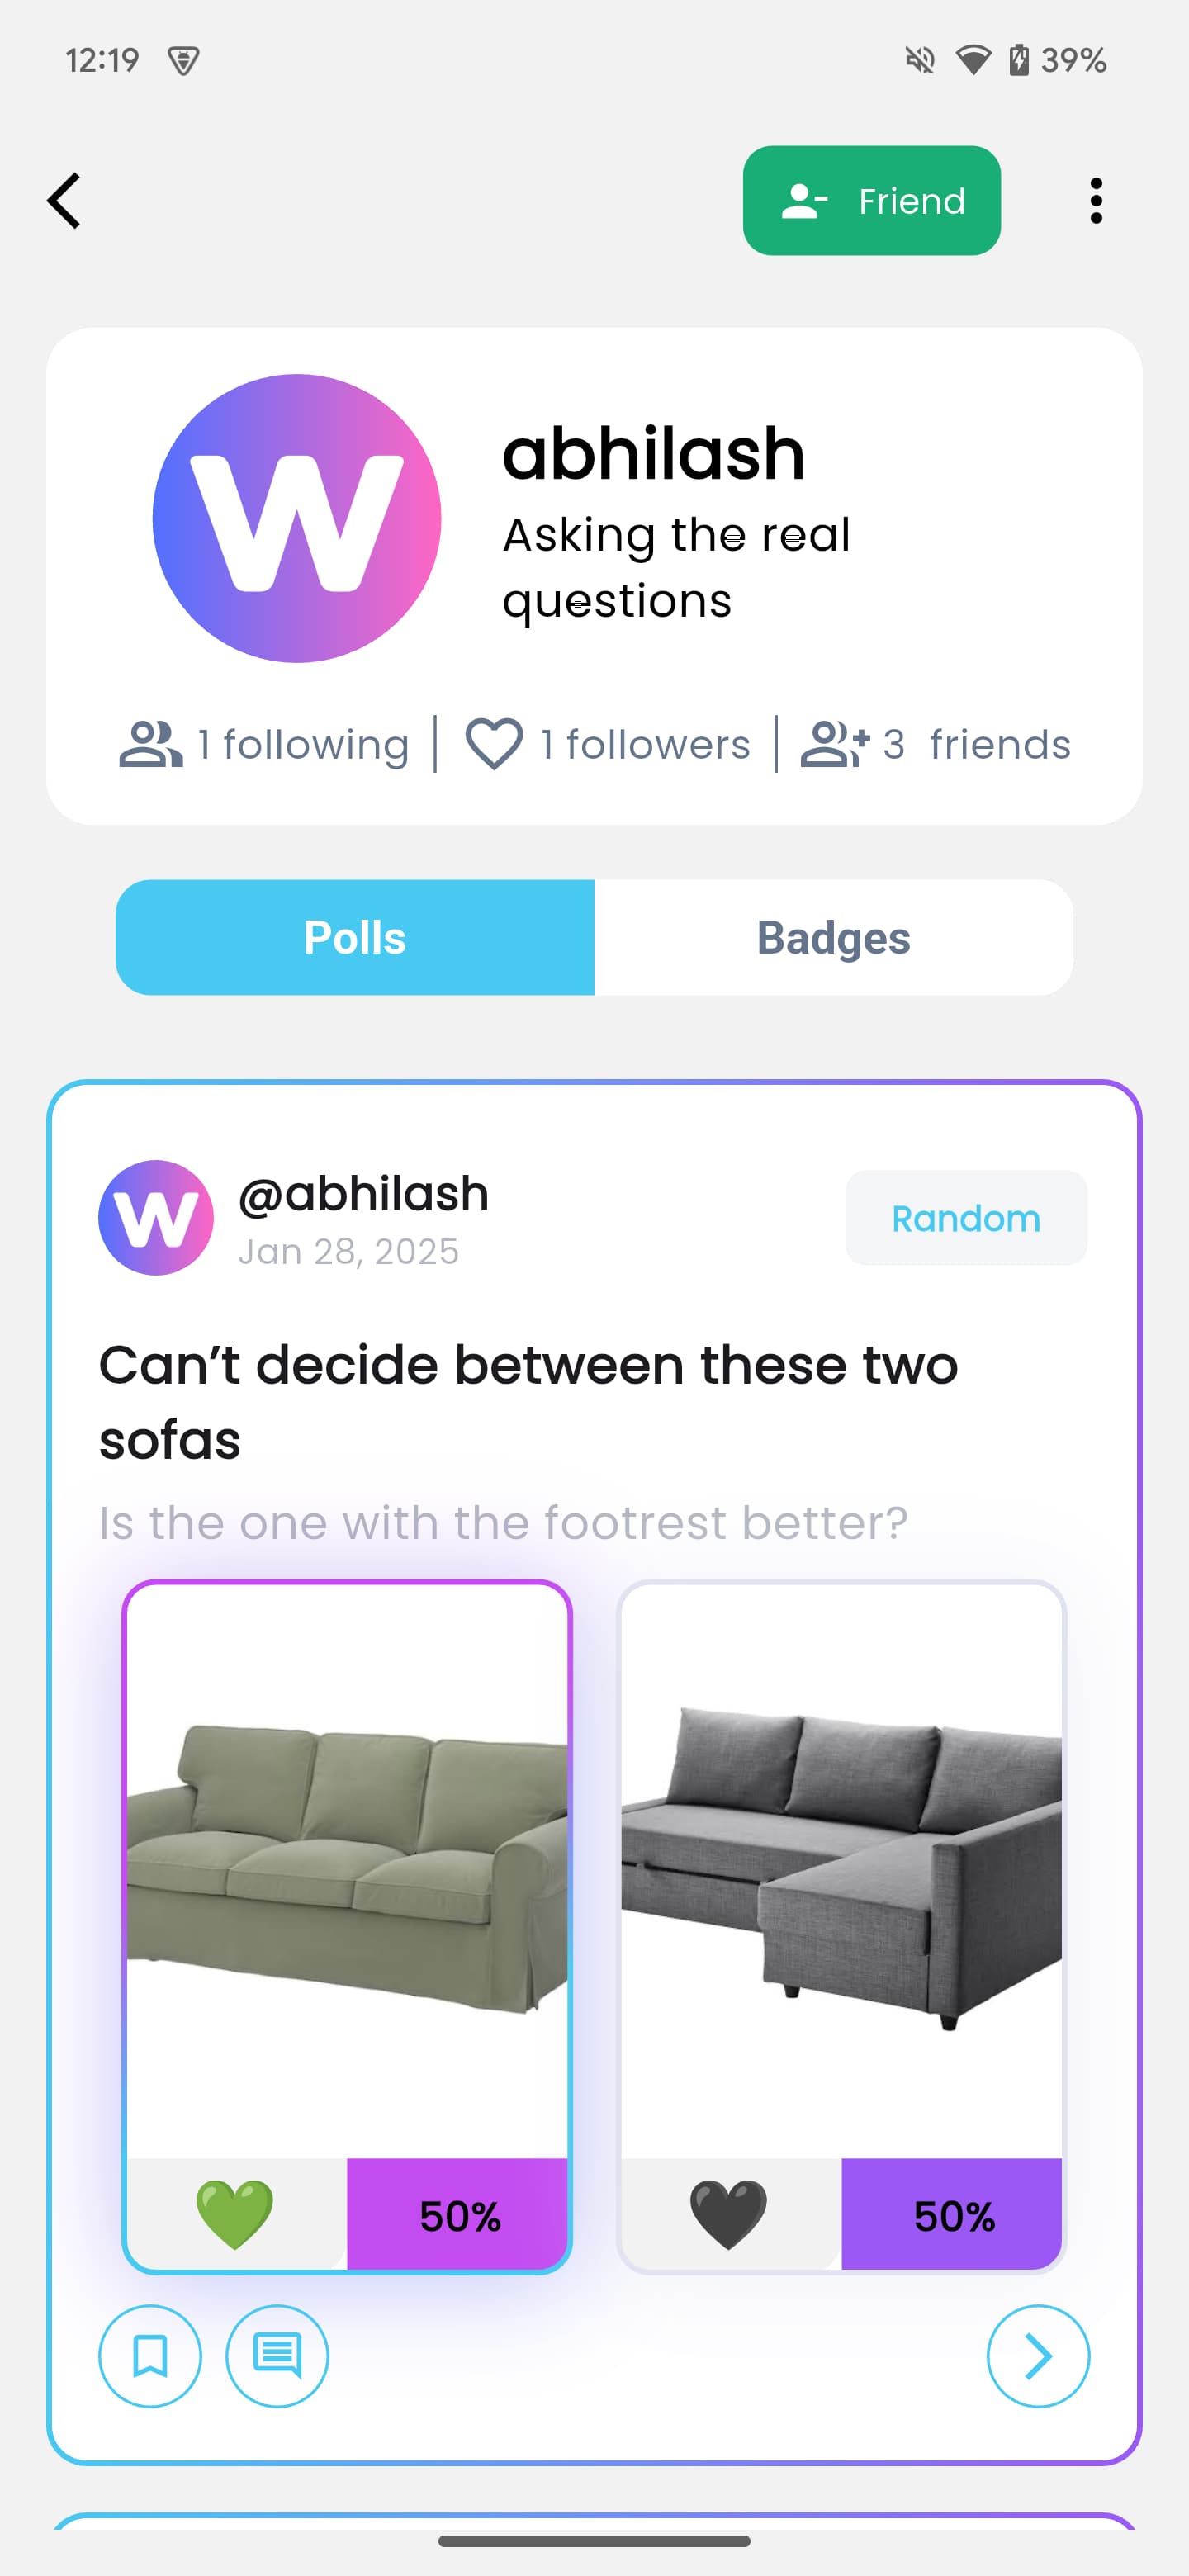 12:19
39%
Friend
W
abhilash
Asking the real
questions
1 following
1 followers
3 friends
Polls
Badges
W
@abhilash
Jan 28, 2025
Random
Can’t decide between these two
sofas
Is the one with the footrest better?
50%
50%